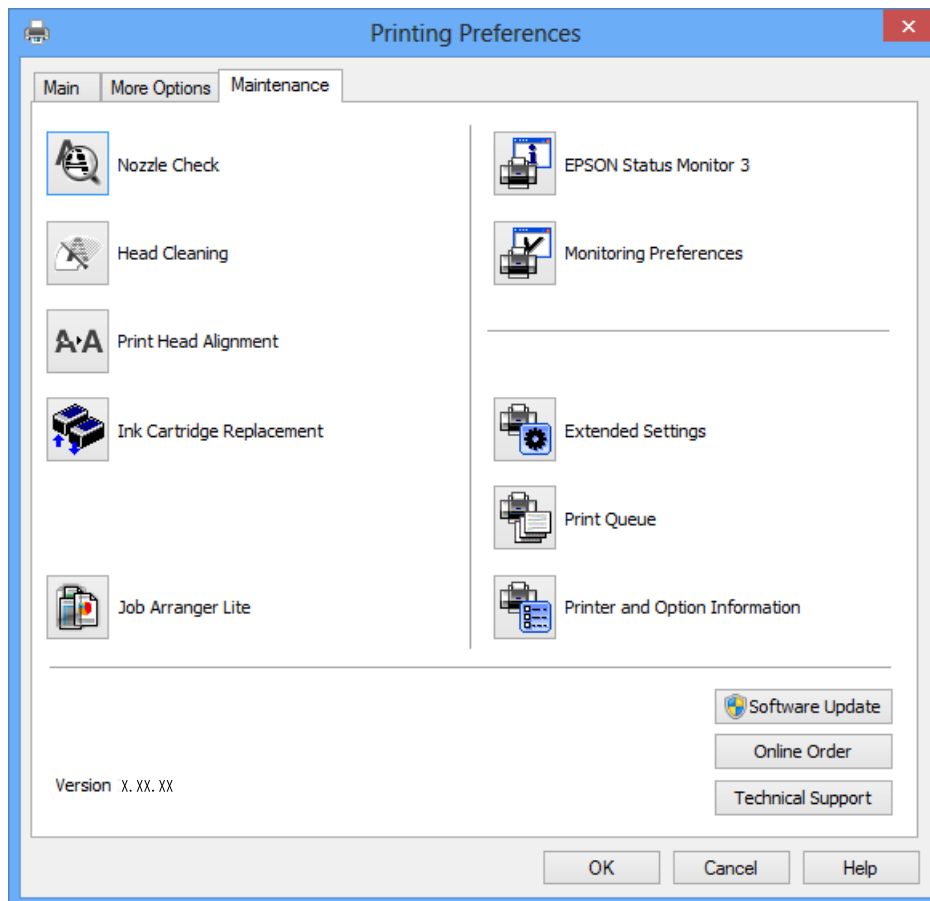 Printing Preferences
Main
More Options
Maintenance
Nozzle Check
Head Cleaning
Print Head Alignment
Ink Cartridge Replacement
Job Arranger Lite
EPSON Status Monitor 3
Monitoring Preferences
Extended Settings
Print Queue
Printer and Option Information
Software Update
Online Order
Technical Support
Version X.XX.XX
OK
Cancel
Help